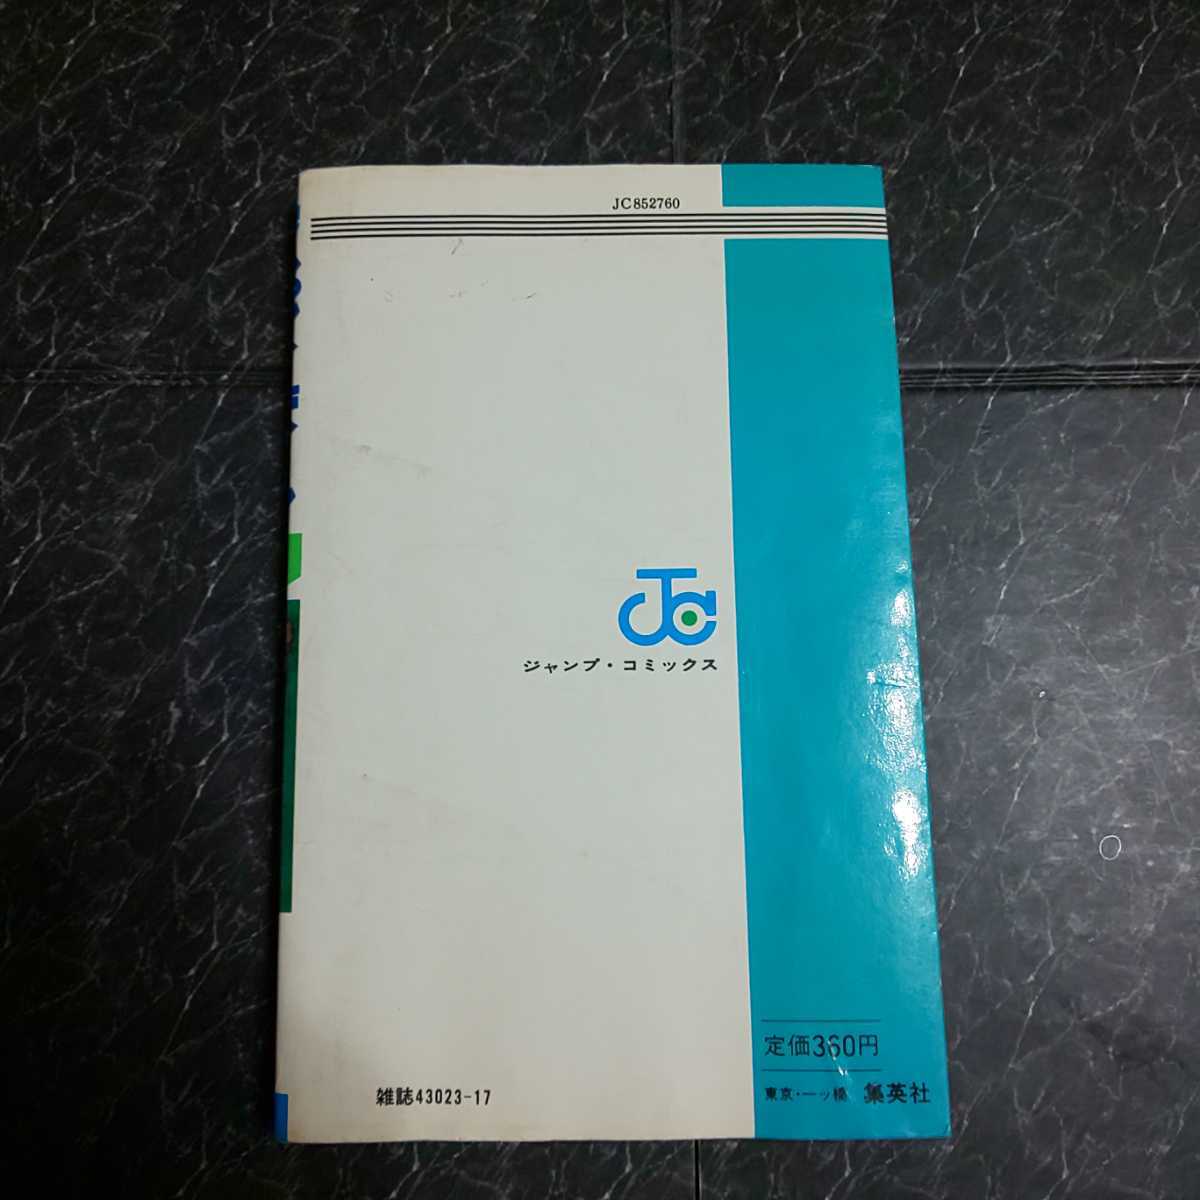 JC852760
JC
ジャンプ・コミックス
定価360円
東京・一ツ橋 集英社
雑誌43023-17